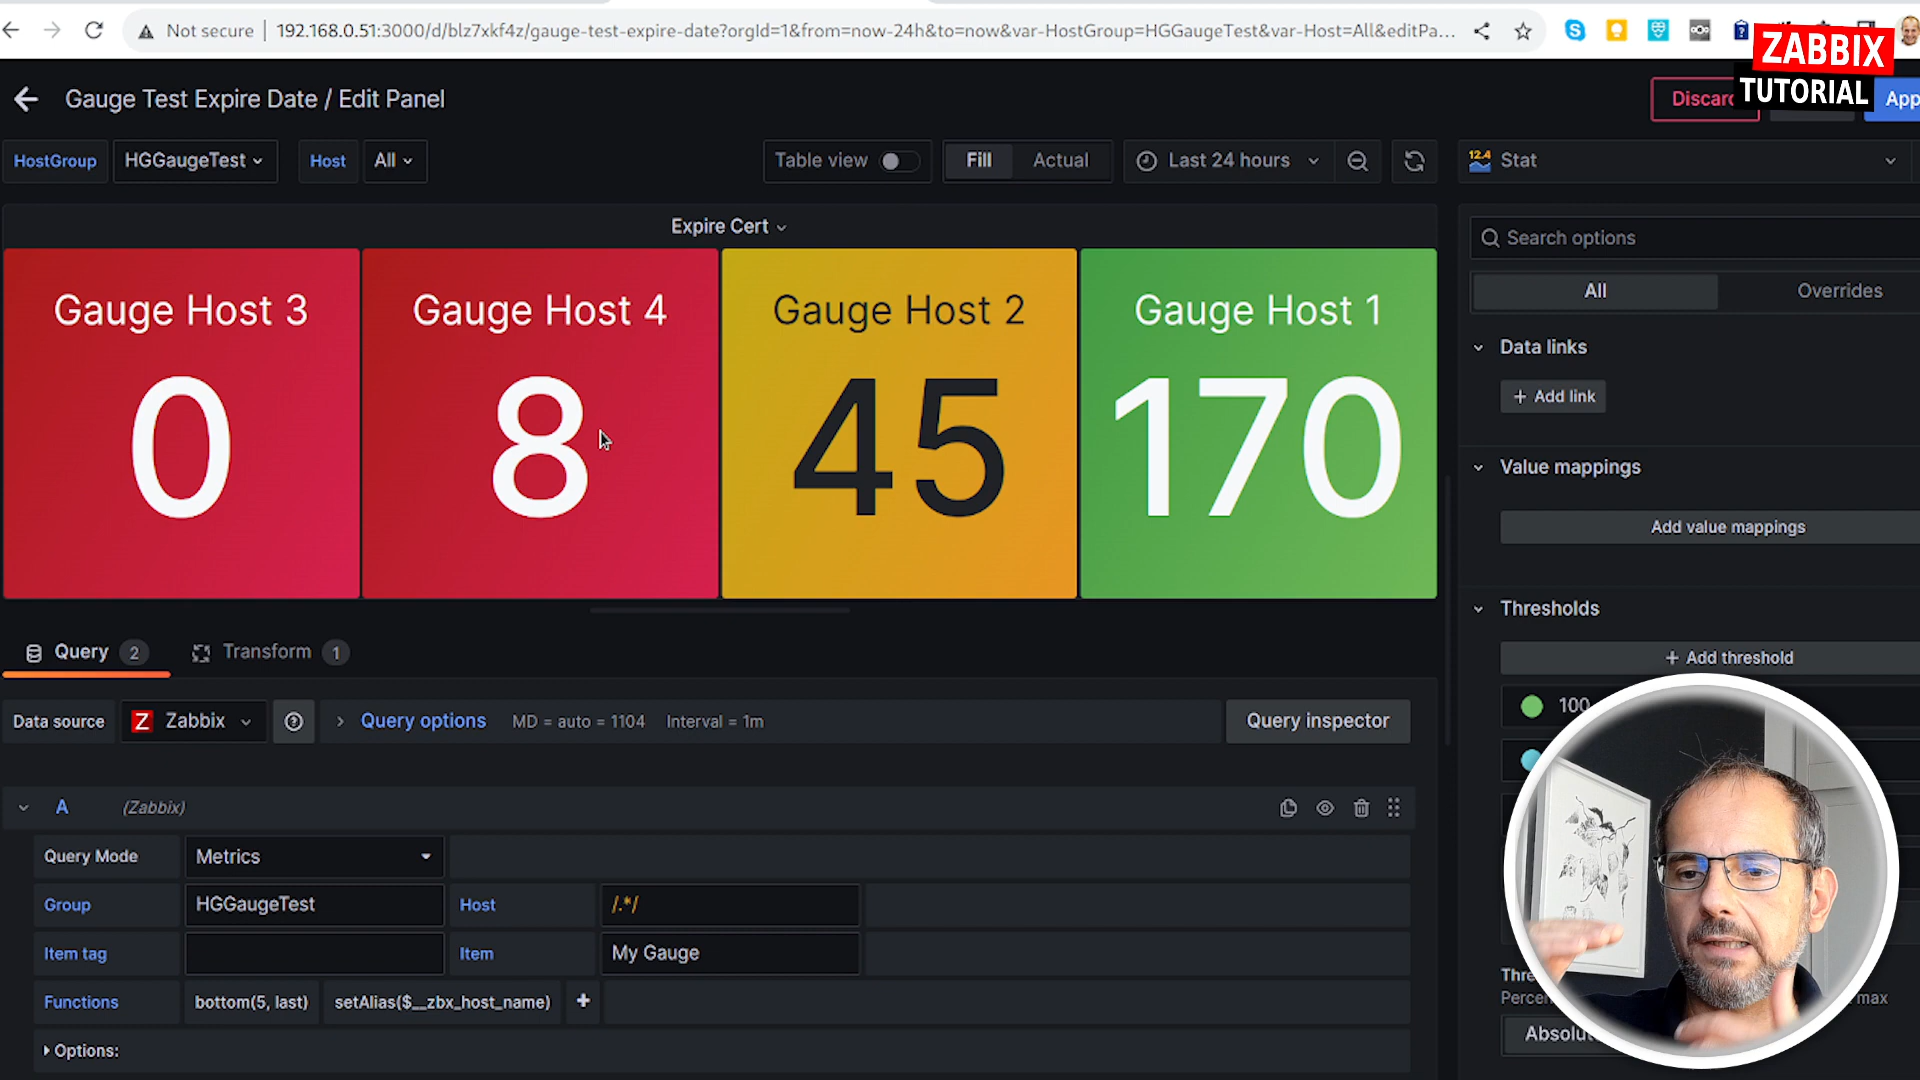 Not secure
192.168.0.51:3000/d/blz7xkf4z/gauge-test-expire-date?orgId=1&from=now-24h&to=now&var-HostGroup=HGGaugeTest&var-Host=All&editPa...
ZABBIX
TUTORIAL
Gauge Test Expire Date / Edit Panel
Discard
App
HostGroup HGGaugeTest Host All
Table view Fill Actual Last 24 hours
12.4 Stat
Expire Cert
Search options
All Overrides
Gauge Host 3
0
Gauge Host 4
8
Gauge Host 2
45
Gauge Host 1
170
Data links
+ Add link
Value mappings
Add value mappings
Thresholds
+ Add threshold
100
Query 2 Transform 1
Data source Z Zabbix Query options MD = auto = 1104 Interval = 1m Query inspector
A (Zabbix)
Query Mode Metrics
Group HGGaugeTest Host /.*/
Item tag Item My Gauge
Functions bottom(5, last) setAlias($__zbx_host_name) +
Options:
Thre
Percen max
Absolut